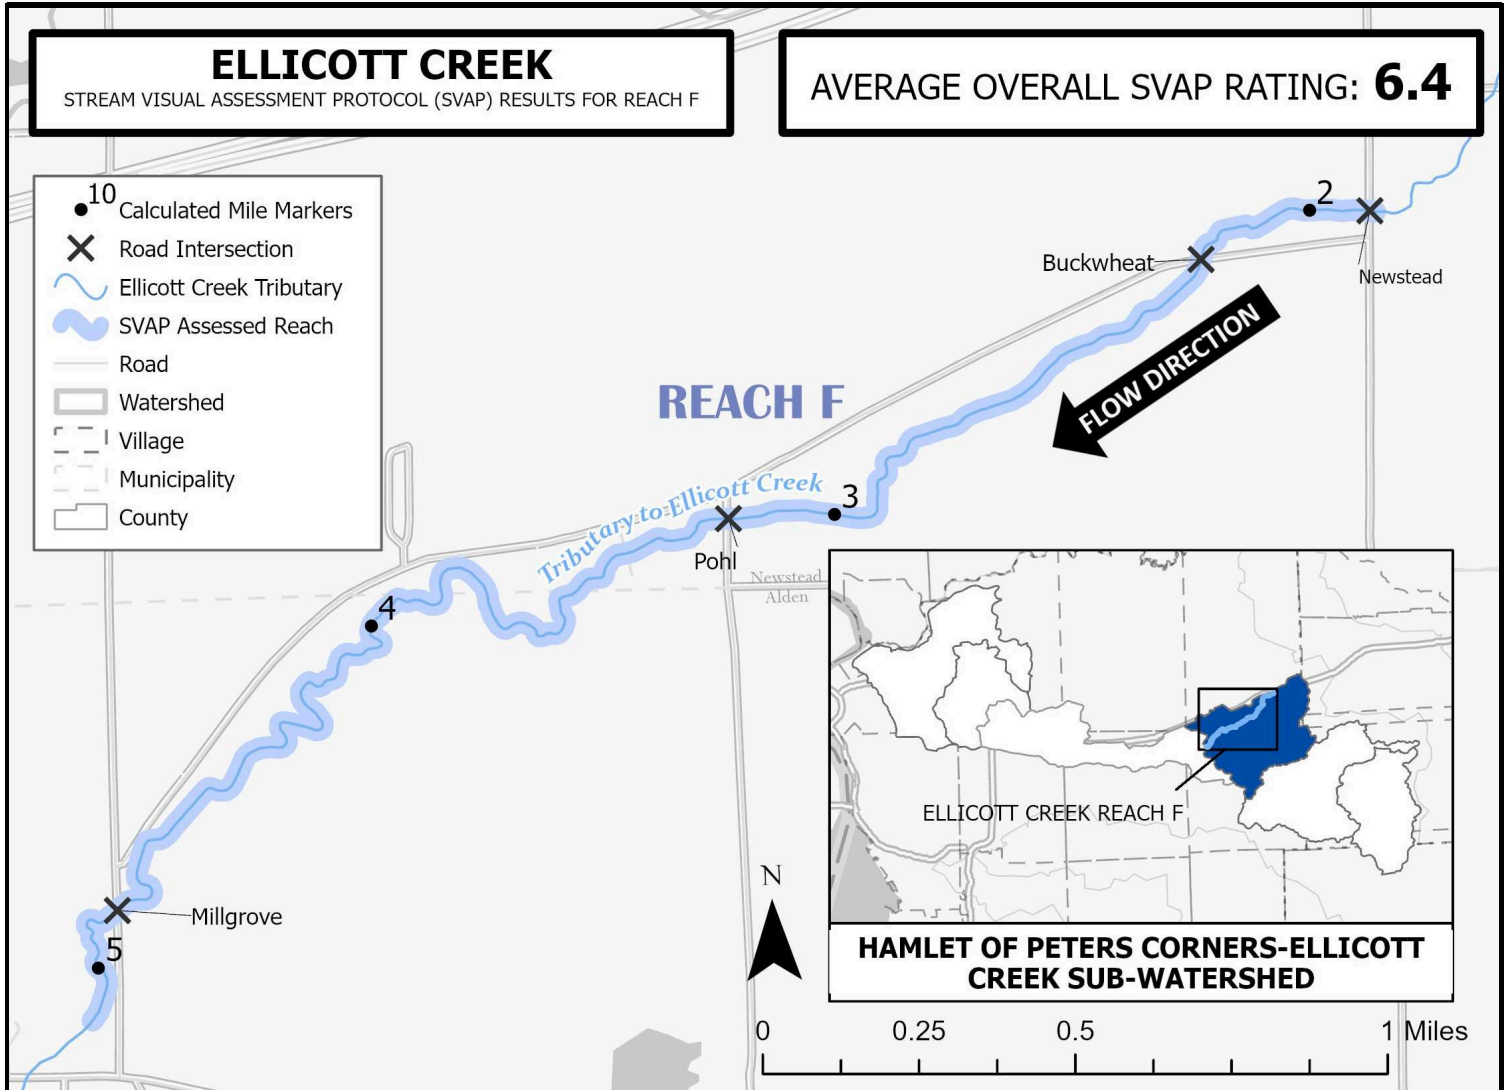 ELLICOTT CREEK
STREAM VISUAL ASSESSMENT PROTOCOL (SVAP) RESULTS FOR REACH F
AVERAGE OVERALL SVAP RATING: 6.4
10
Calculated Mile Markers
Road Intersection
Ellicott Creek Tributary
SVAP Assessed Reach
Road
Watershed
Village
Municipality
County
2
Buckwheat
Newstead
FLOW DIRECTION
REACH F
Tributary to Ellicott Creek
3
Pohl
Newstead
Alden
4
Millgrove
5
ELLICOTT CREEK REACH F
N
HAMLET OF PETERS CORNERS-ELLICOTT
CREEK SUB-WATERSHED
0 0.25 0.5 1 Miles